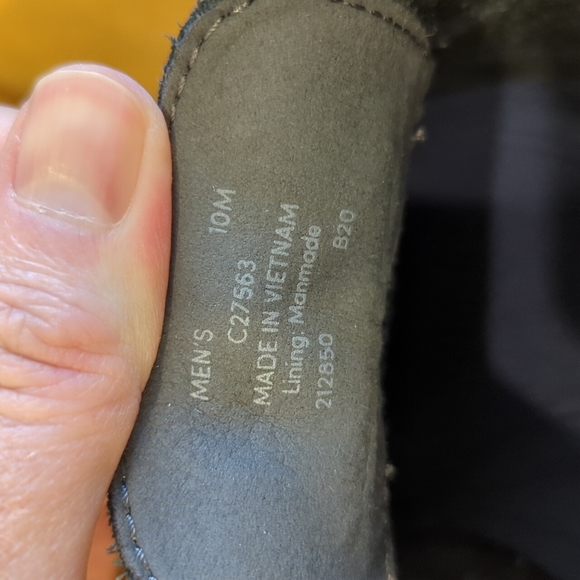 MEN'S 10M
C27563
MADE IN VIETNAM
Lining: Manmade
212850 B20